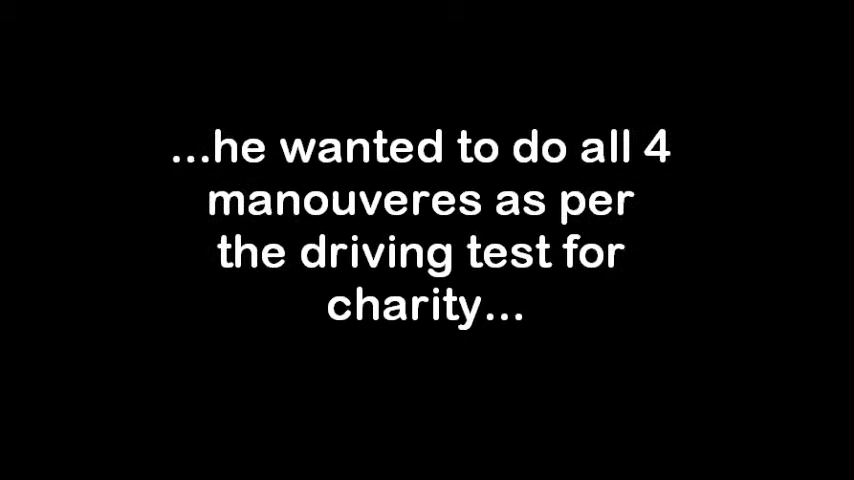 ...he wanted to do all 4
manouveres as per
the driving test for
charity...